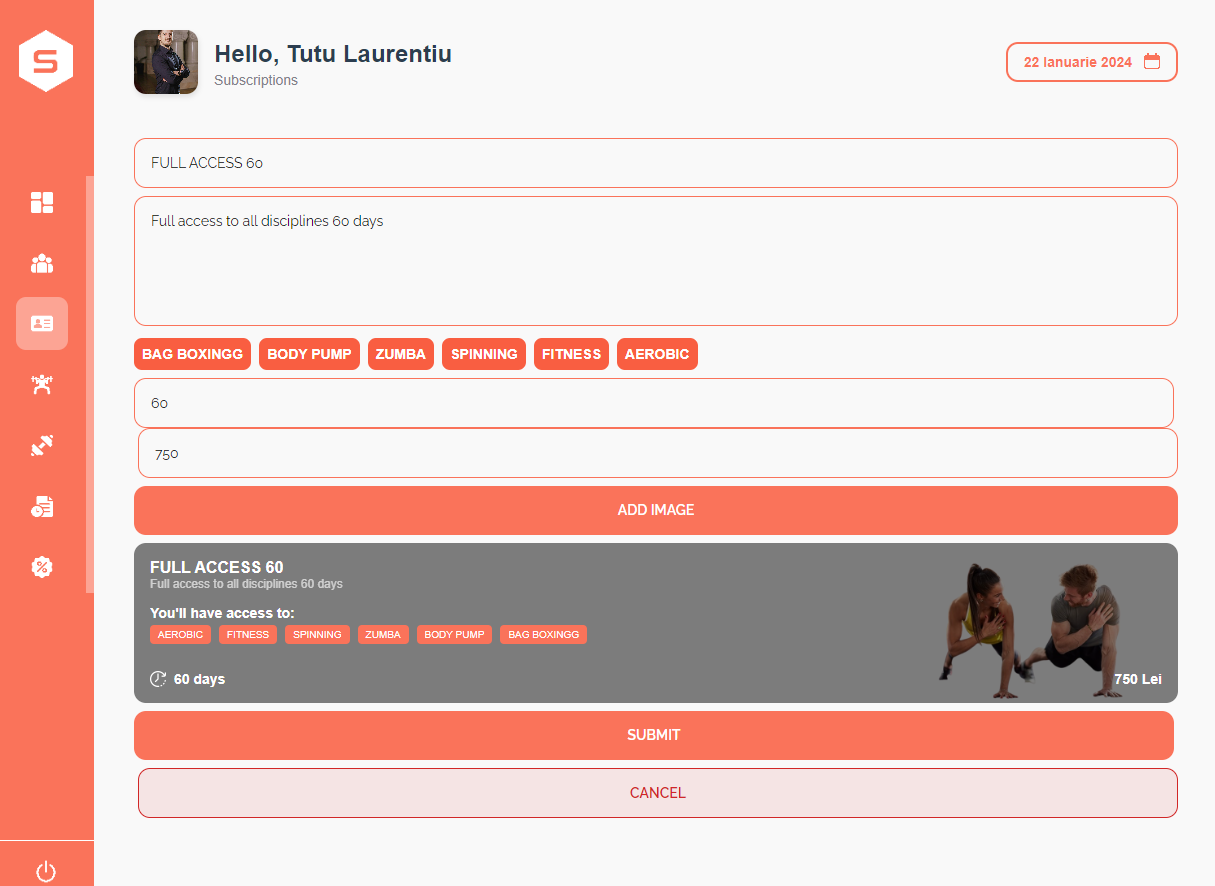 S
Hello, Tutu Laurentiu
Subscriptions
22 Ianuarie 2024
FULL ACCESS 60
Full access to all disciplines 60 days
BAG BOXINGG BODY PUMP ZUMBA SPINNING FITNESS AEROBIC
60
750
ADD IMAGE
FULL ACCESS 60
Full access to all disciplines 60 days
You'll have access to:
AEROBIC FITNESS SPINNING ZUMBA BODY PUMP BAG BOXINGG
60 days 750 Lei
SUBMIT
CANCEL